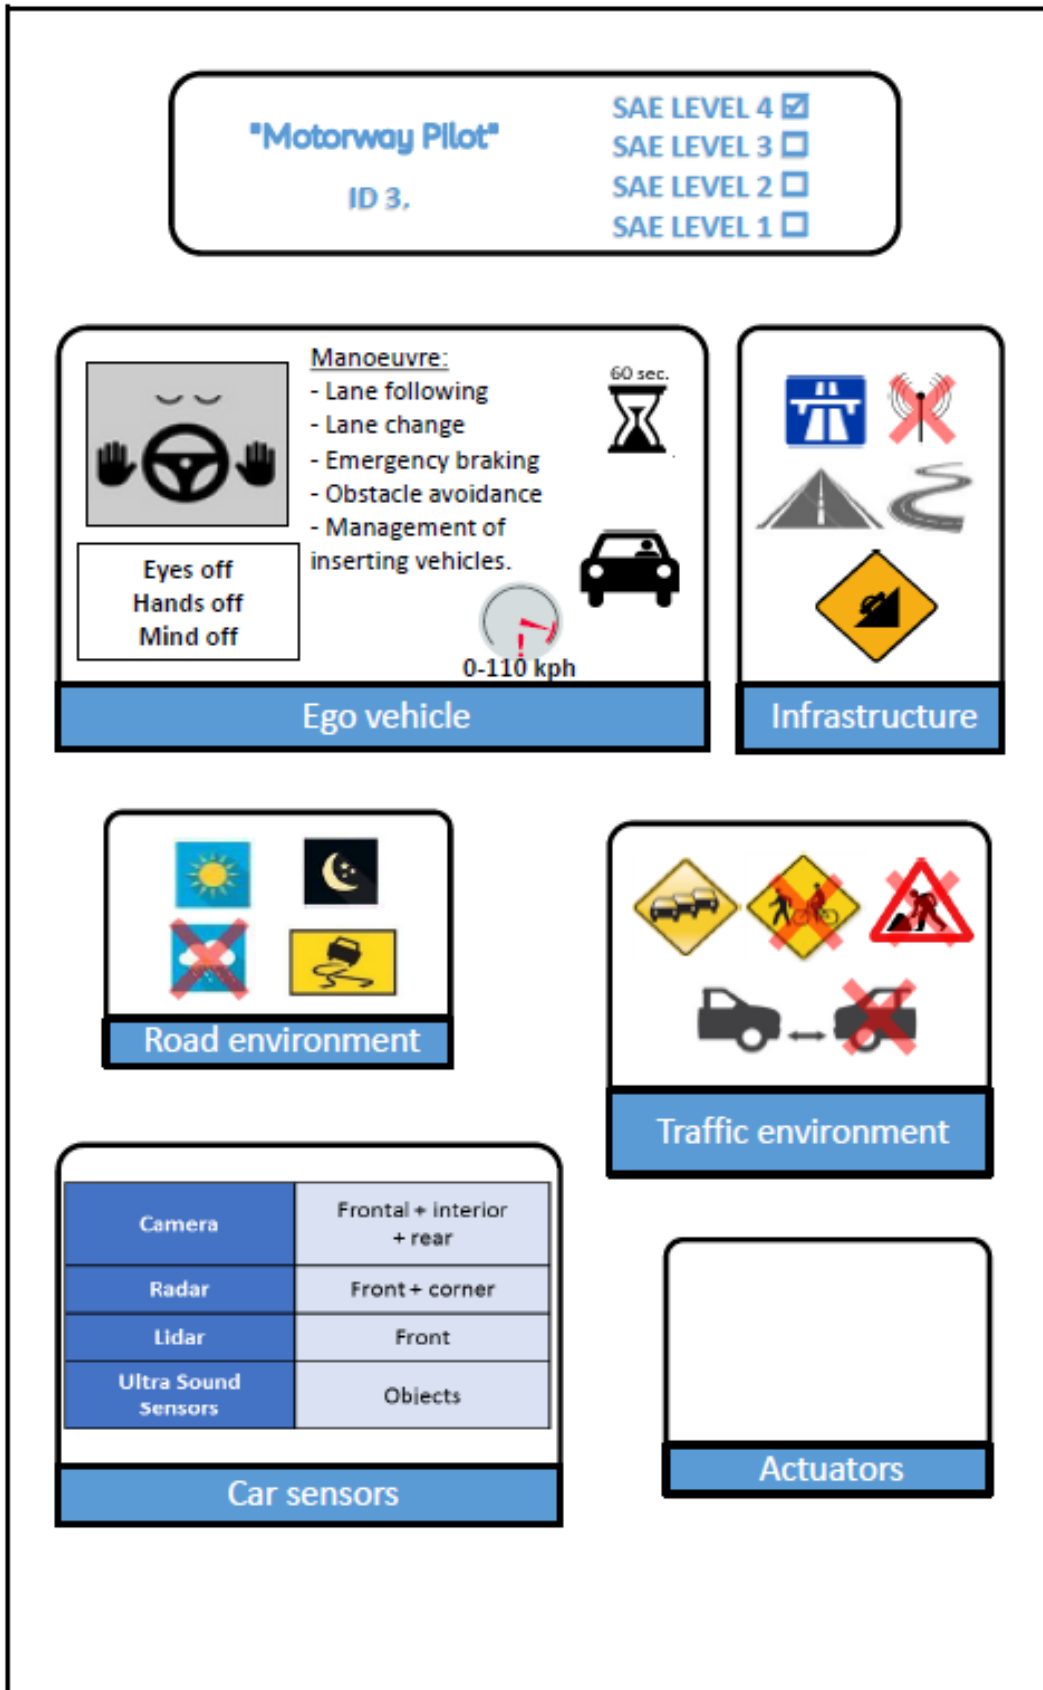 "Motorway Pilot"
ID 3.
SAE LEVEL 4 ☑
SAE LEVEL 3 ☐
SAE LEVEL 2 ☐
SAE LEVEL 1 ☐
Manoeuvre:
- Lane following
- Lane change
- Emergency braking
- Obstacle avoidance
- Management of
inserting vehicles.
60 sec.
Eyes off
Hands off
Mind off
0-110 kph
Ego vehicle
Infrastructure
Road environment
Traffic environment
Camera
Frontal + interior
+ rear
Radar
Front + corner
Lidar
Front
Ultra Sound
Sensors
Objects
Car sensors
Actuators